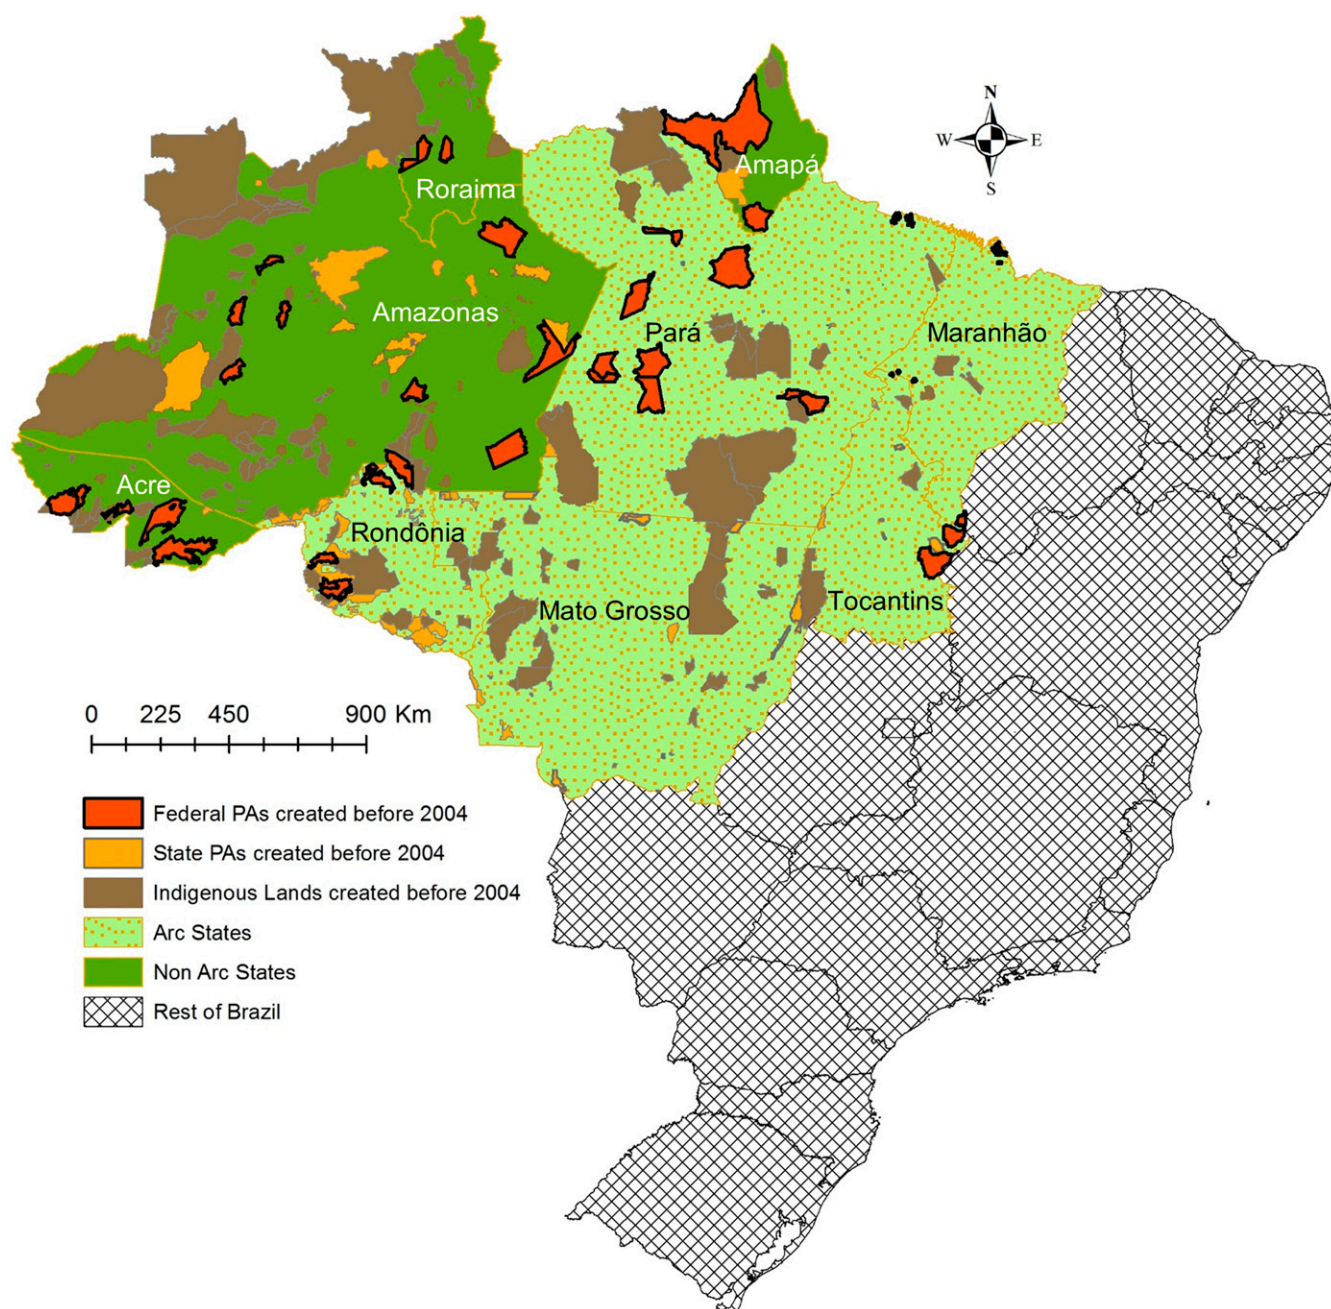 N
W E
S
Amapá
Roraima
Amazonas
Pará
Maranhão
Acre
Rondônia
Mato Grosso
Tocantins
0 225 450 900 Km
Federal PAs created before 2004
State PAs created before 2004
Indigenous Lands created before 2004
Arc States
Non Arc States
Rest of Brazil